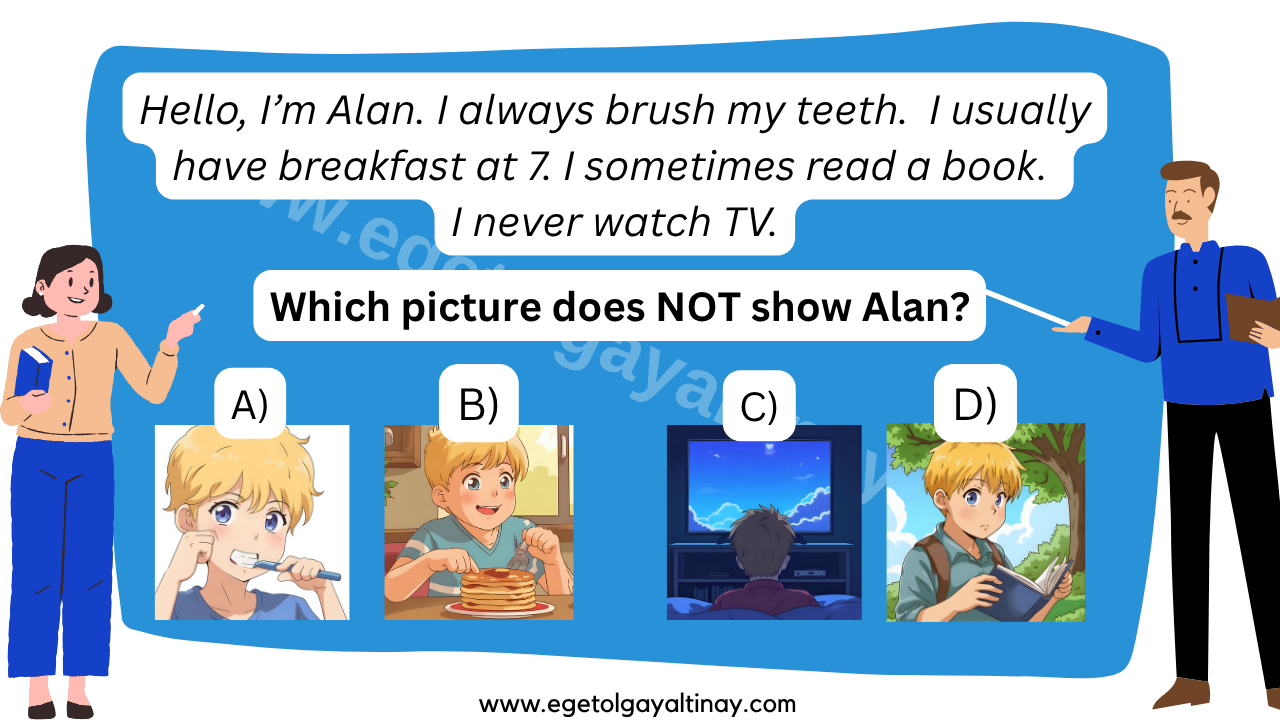 Hello, I’m Alan. I always brush my teeth.  I usually
have breakfast at 7. I sometimes read a book.
I never watch TV.
Which picture does NOT show Alan?
A)
B)
C)
D)
www.egetolgayaltinay.com